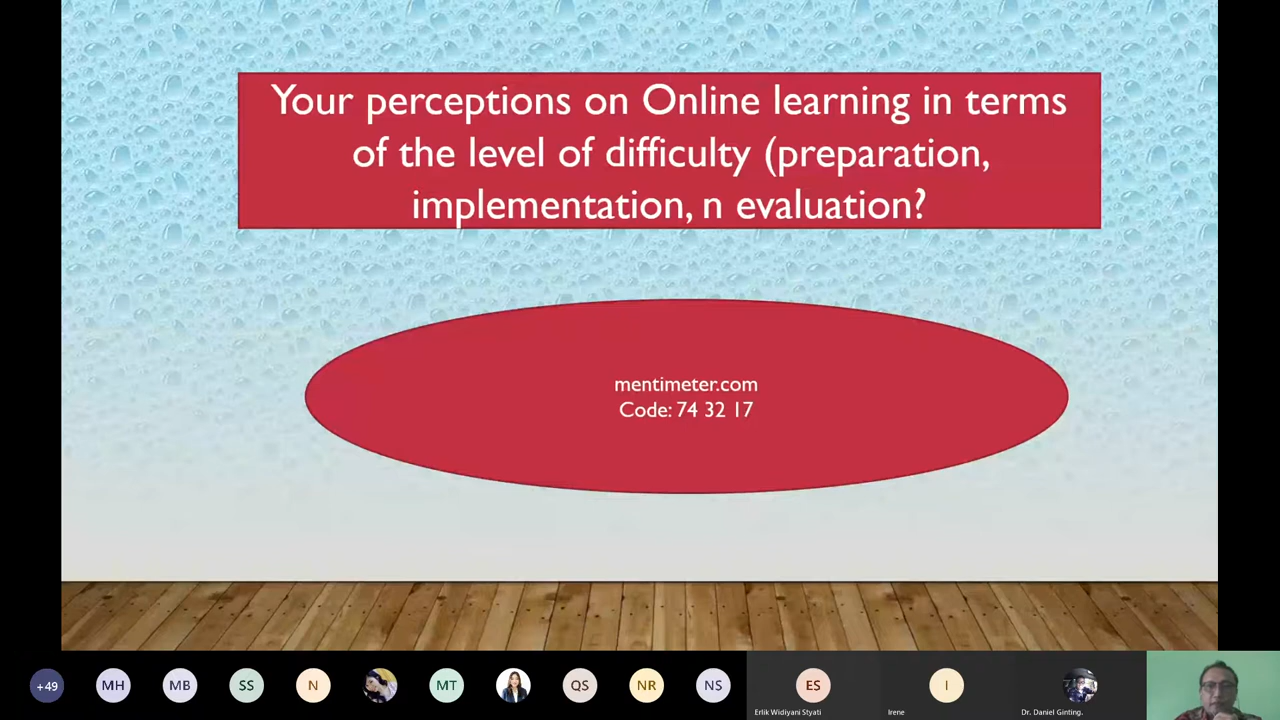 Your perceptions on Online learning in terms
of the level of difficulty (preparation,
implementation, n evaluation?
mentimeter.com
Code: 74 32 17
+49
MH
MB
SS
N
MT
QS
NR
NS
ES
I
Erlik Widiyani Styati
Irene
Dr. Daniel Ginting.